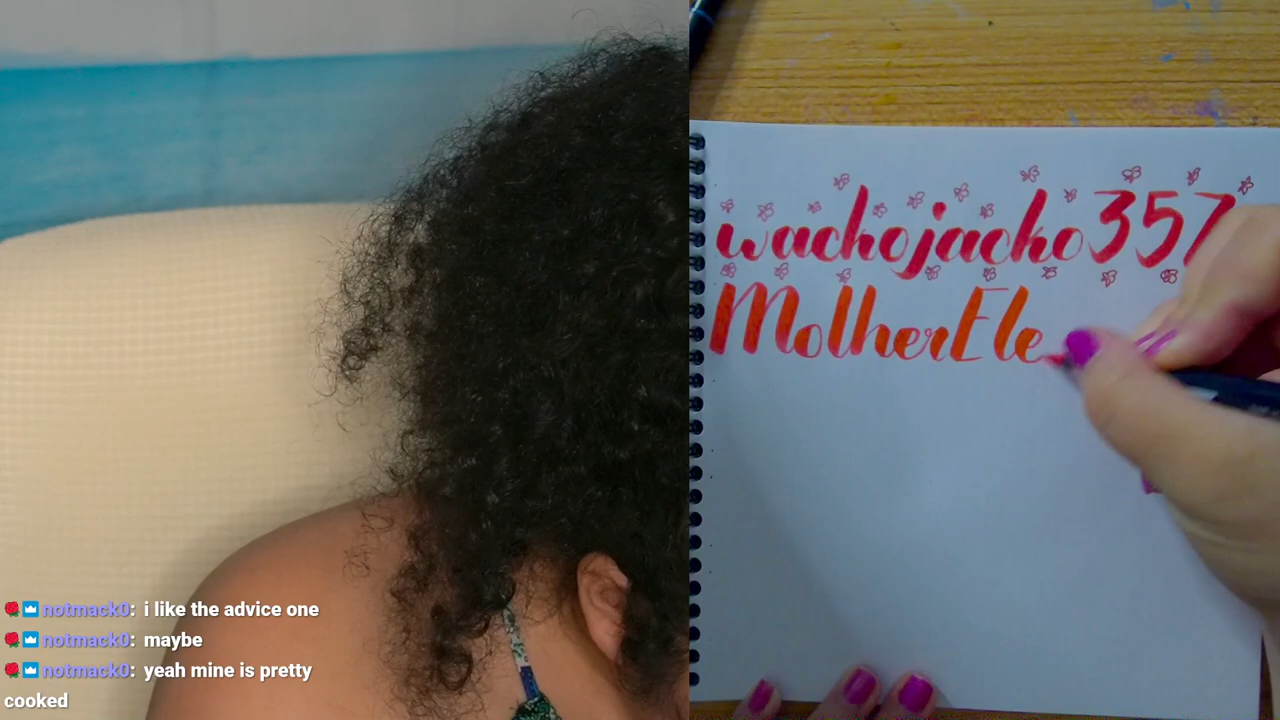 wackojacko357
MotherEle
notmack0: i like the advice one
notmack0: maybe
notmack0: yeah mine is pretty
cooked